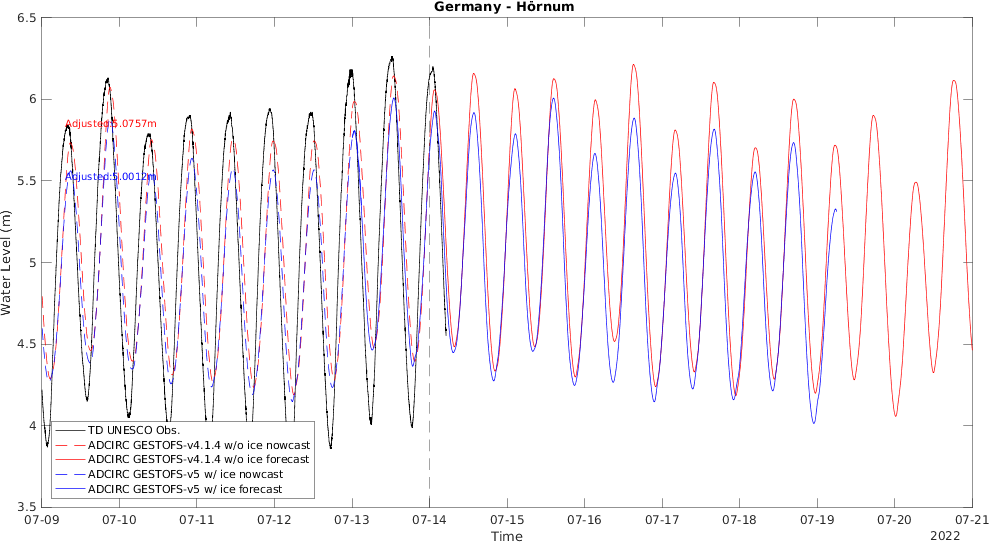 Germany - Hörnum
6.5
6
5.5
5
4.5
4
3.5
Water Level (m)
Adjusted:5.0757m
Adjusted:5.0012m
TD UNESCO Obs.
ADCIRC GESTOFS-v4.1.4 w/o ice nowcast
ADCIRC GESTOFS-v4.1.4 w/o ice forecast
ADCIRC GESTOFS-v5 w/ ice nowcast
ADCIRC GESTOFS-v5 w/ ice forecast
07-09 07-10 07-11 07-12 07-13 07-14 07-15 07-16 07-17 07-18 07-19 07-20 07-21
Time
2022